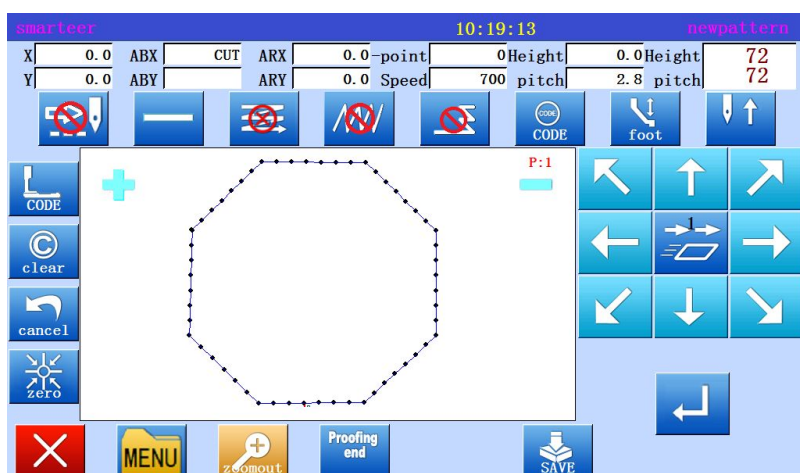 smarteer 10:19:13 newpattern
X 0.0 ABX CUT ARX 0.0 -point 0 Height 0.0 Height 72
Y 0.0 ABY ARY 0.0 Speed 700 pitch 2.8 pitch 72
CODE
CODE
foot
P:1
CODE
1
clear
cancel
zero
MENU
zoomout
Proofing
end
SAVE